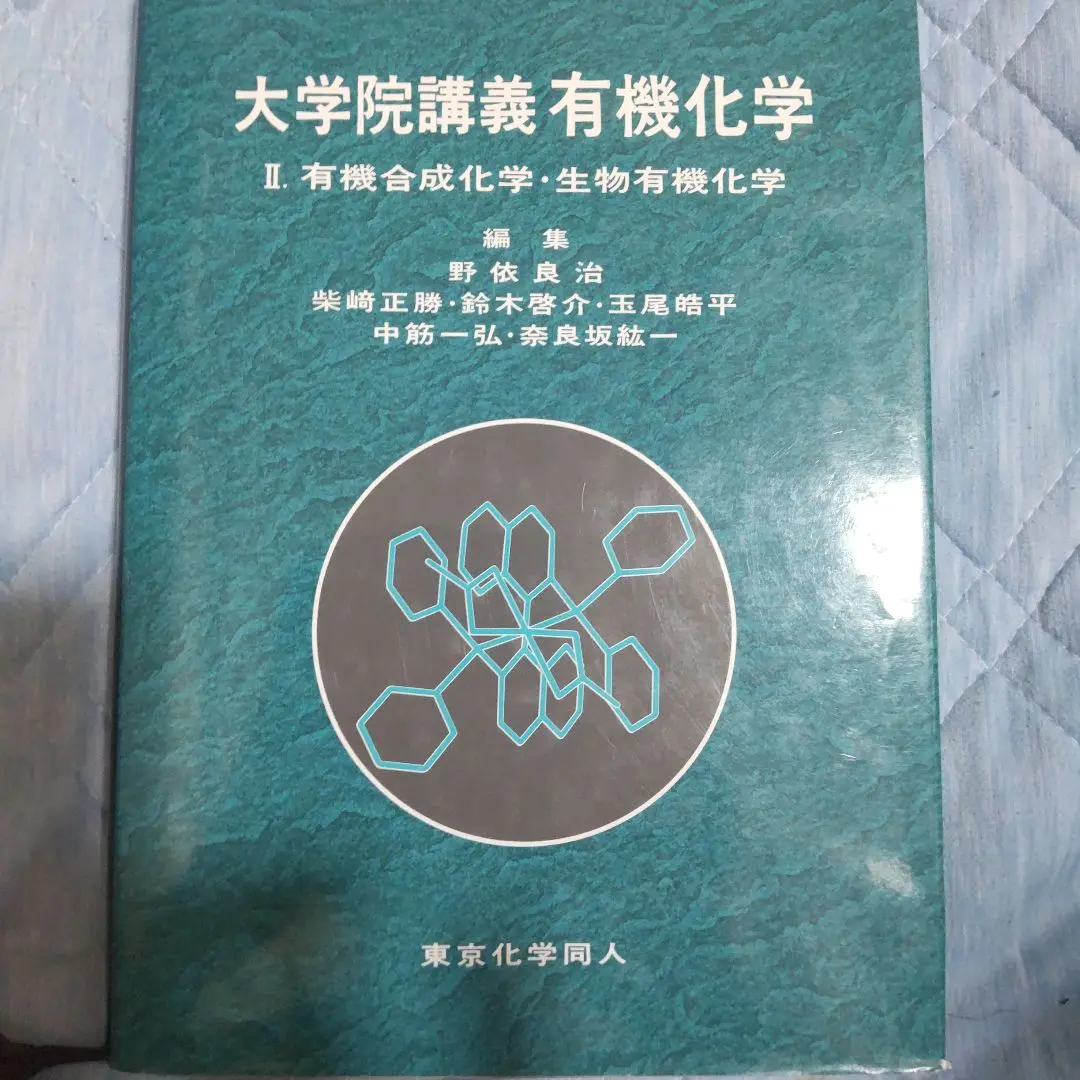 大学院講義 有機化学
Ⅱ. 有機合成化学・生物有機化学
編 集
野依良治
柴﨑正勝・鈴木啓介・玉尾皓平
中筋一弘・奈良坂紘一
東京化学同人